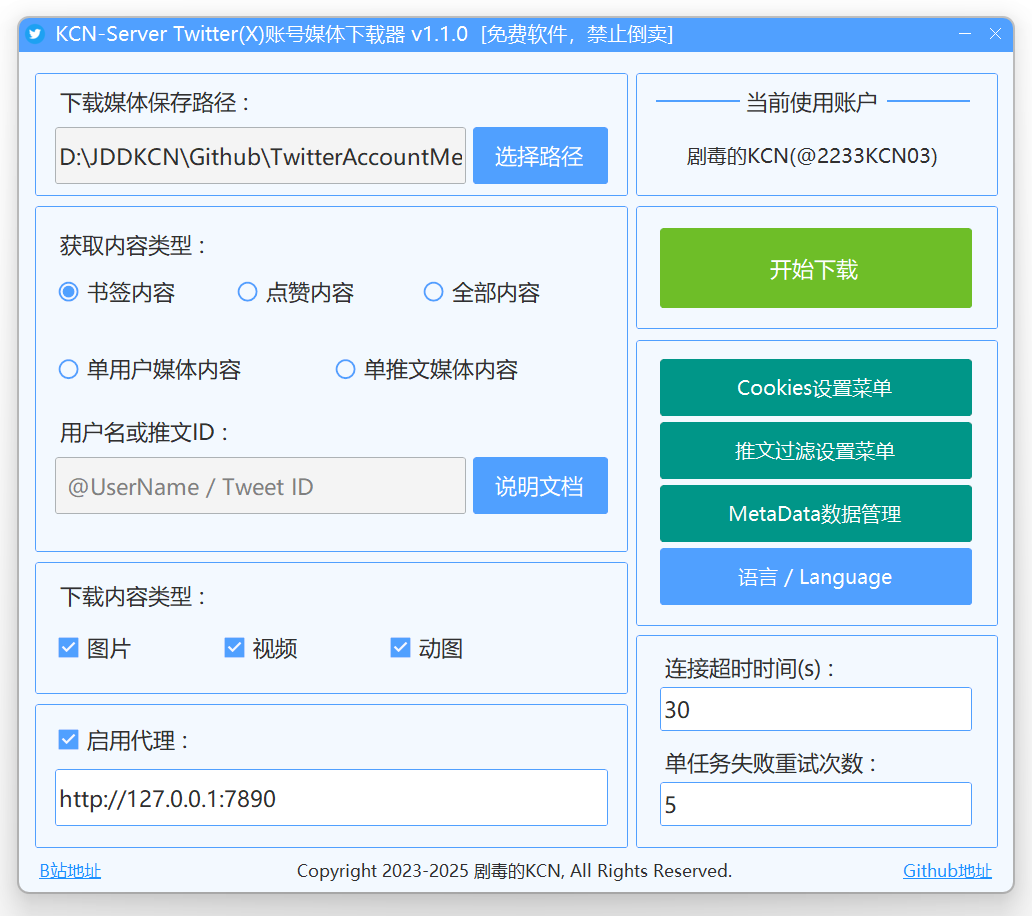 KCN-Server Twitter(X)账号媒体下载器 v1.1.0 [免费软件，禁止倒卖]
下载媒体保存路径：
D:\JDDKCN\Github\TwitterAccountMe
选择路径
当前使用账户
剧毒的KCN(@2233KCN03)
获取内容类型：
书签内容
点赞内容
全部内容
单用户媒体内容
单推文媒体内容
用户名或推文ID：
@UserName / Tweet ID
说明文档
开始下载
Cookies设置菜单
推文过滤设置菜单
MetaData数据管理
语言 / Language
下载内容类型：
图片
视频
动图
启用代理：
http://127.0.0.1:7890
连接超时时间(s)：
30
单任务失败重试次数：
5
B站地址
Copyright 2023-2025 剧毒的KCN, All Rights Reserved.
Github地址